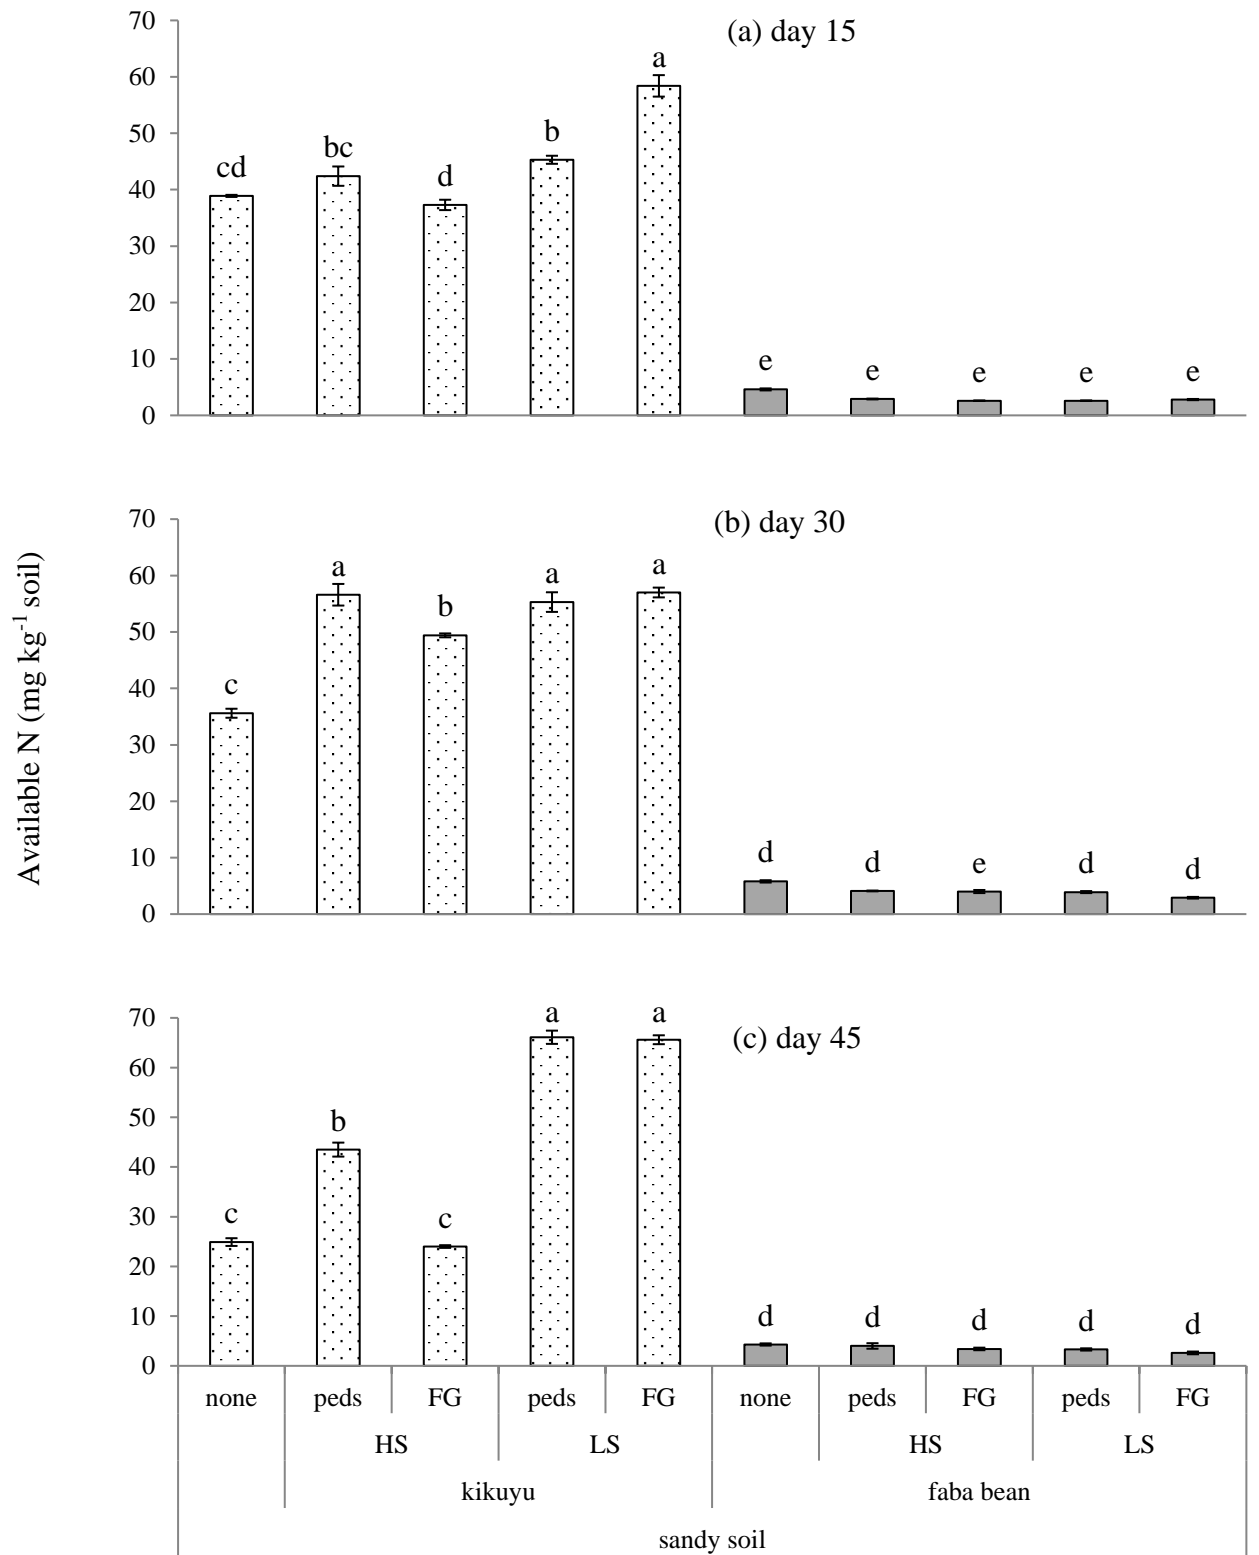 (a) day 15
70
60
50
40
30
20
10
0
cd
bc
d
b
a
e
e
e
e
e
(b) day 30
70
60
50
40
30
20
10
0
c
a
b
a
a
d
d
e
d
d
Available N (mg kg⁻¹ soil)
(c) day 45
70
60
50
40
30
20
10
0
c
b
c
a
a
d
d
d
d
d
none peds FG peds FG none peds FG peds FG
HS LS HS LS
kikuyu faba bean
sandy soil